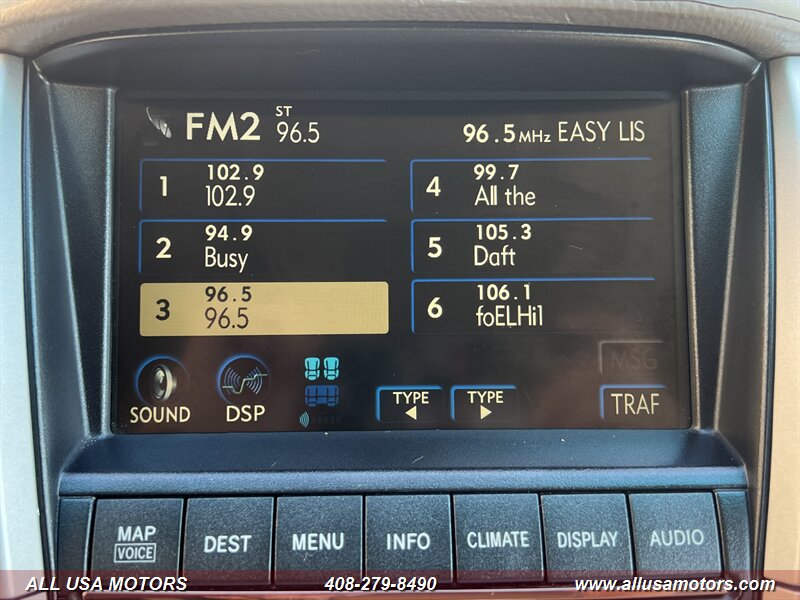 FM2 ST 96.5 96.5 MHz EASY LIS
1 102.9 102.9
4 99.7 All the
2 94.9 Busy
5 105.3 Daft
3 96.5 96.5
6 106.1 foELHi1
MSG
SOUND DSP TYPE TYPE TRAF
MAP VOICE DEST MENU INFO CLIMATE DISPLAY AUDIO
ALL USA MOTORS 408-279-8490 www.allusamotors.com